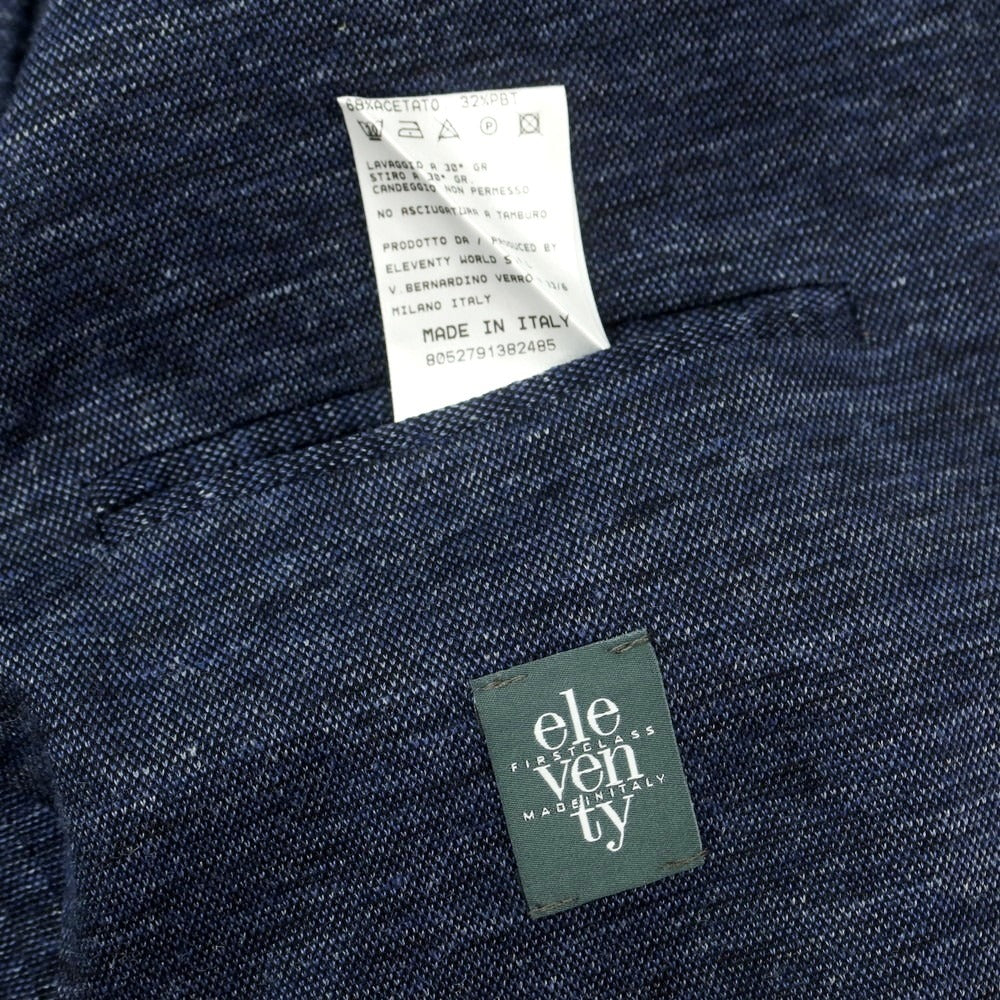 68%ACETATO 32%PBT
P
LAVAGGIO A 30° GR
STIRO A 30° GR.
CANDEGGIO NON PERMESSO
NO ASCIUGATURA A TAMBURO
PRODOTTO DA / PRODUCED BY
ELEVENTY WORLD
V.BERNARDINO VERRO
MILANO ITALY
MADE IN ITALY
8052791382485
ele
FIRSTCLASS
ven
MADEINITALY
ty